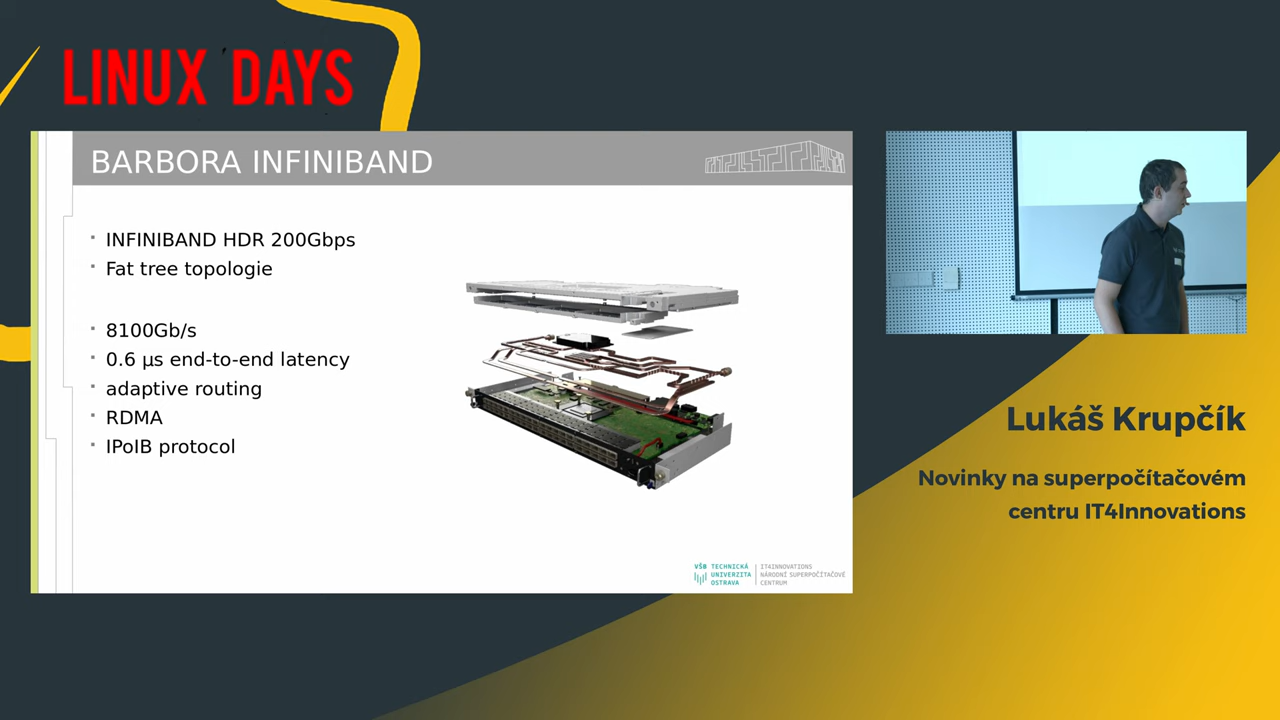 LINUX DAYS
BARBORA INFINIBAND
INFINIBAND HDR 200Gbps
Fat tree topologie
8100Gb/s
0.6 µs end-to-end latency
adaptive routing
RDMA
IPoIB protocol
VŠB TECHNICKÁ
UNIVERZITA
OSTRAVA
IT4INNOVATIONS
NÁRODNÍ SUPERPOČÍTAČOVÉ
CENTRUM
Lukáš Krupčík
Novinky na superpočítačovém
centru IT4Innovations